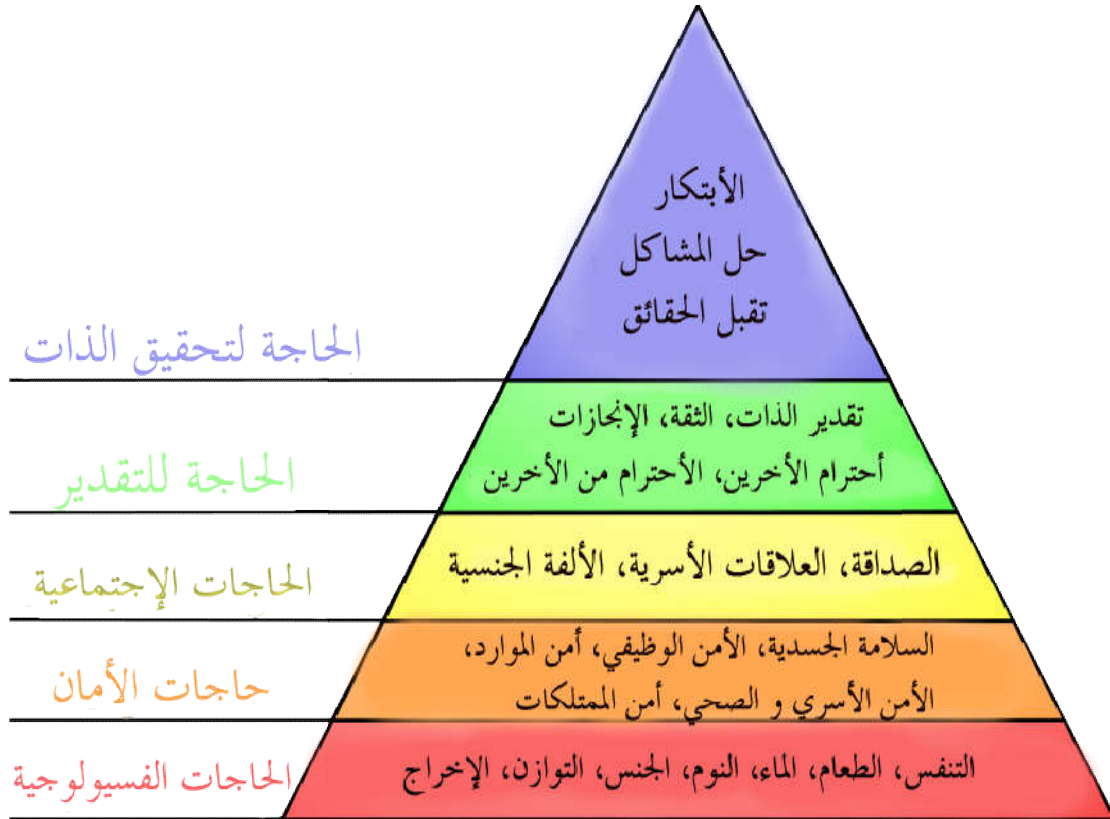 الأبتكار
حل المشاكل
تقبل الحقائق
الحاجة لتحقيق الذات
تقدير الذات، الثقة، الإنجازات
أحترام الأخرين، الأحترام من الأخرين
الحاجة للتقدير
الصداقة، العلاقات الأسرية، الألفة الجنسية
الحاجات الإجتماعية
السلامة الجسدية، الأمن الوظيفي، أمن الموارد،
الأمن الأسري و الصحي، أمن الممتلكات
حاجات الأمان
التنفس، الطعام، الماء، النوم، الجنس، التوازن، الإخراج
الحاجات الفسيولوجية